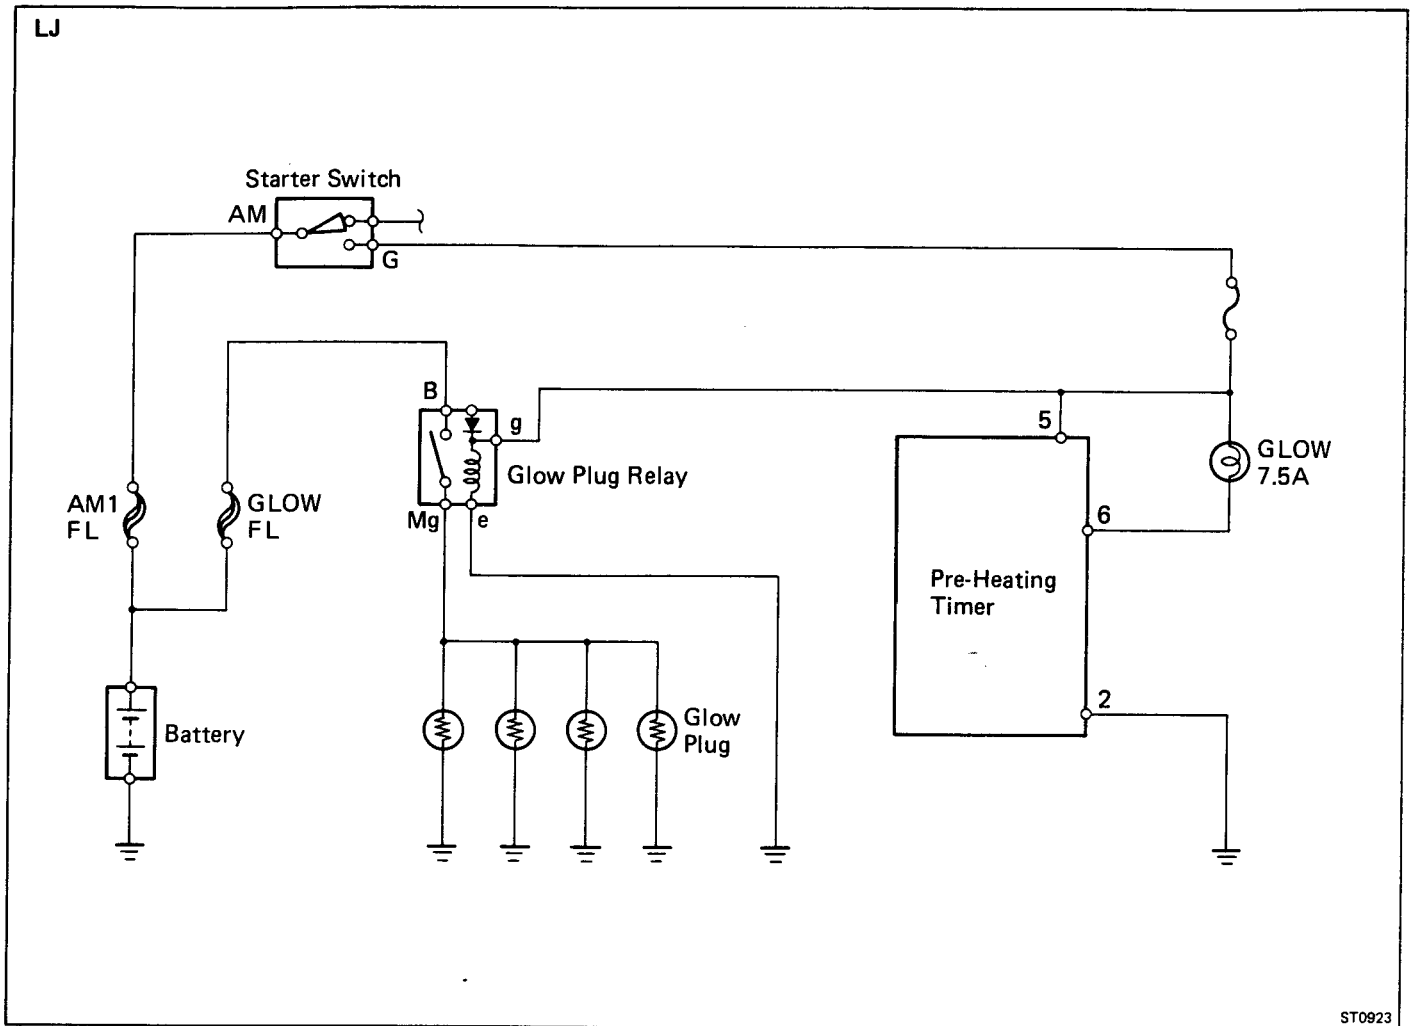 LJ
Starter Switch
AM
G
B
g
5
GLOW
7.5A
Glow Plug Relay
AM1
FL
GLOW
FL
Mg
e
6
Pre-Heating
Timer
2
Glow
Plug
Battery
ST0923